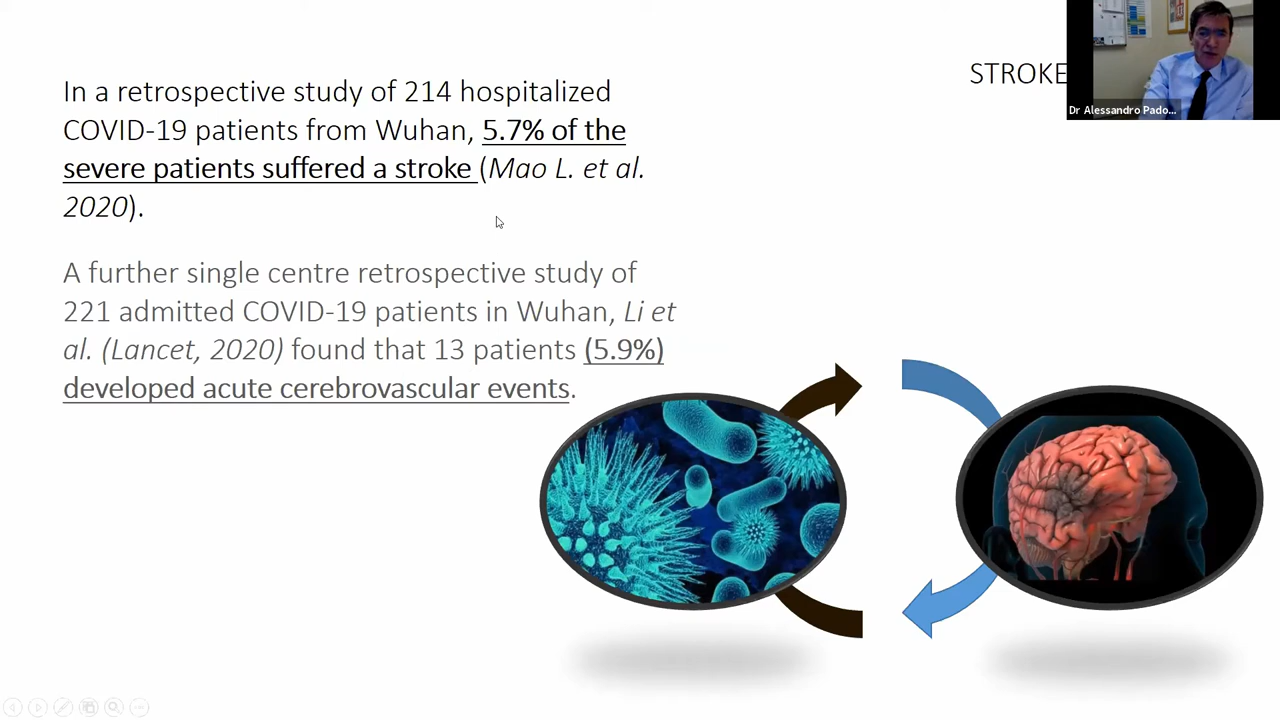 In a retrospective study of 214 hospitalized
COVID-19 patients from Wuhan, 5.7% of the
severe patients suffered a stroke (Mao L. et al.
2020).
A further single centre retrospective study of
221 admitted COVID-19 patients in Wuhan, Li et
al. (Lancet, 2020) found that 13 patients (5.9%)
developed acute cerebrovascular events.
STROKE
Dr Alessandro Pado...